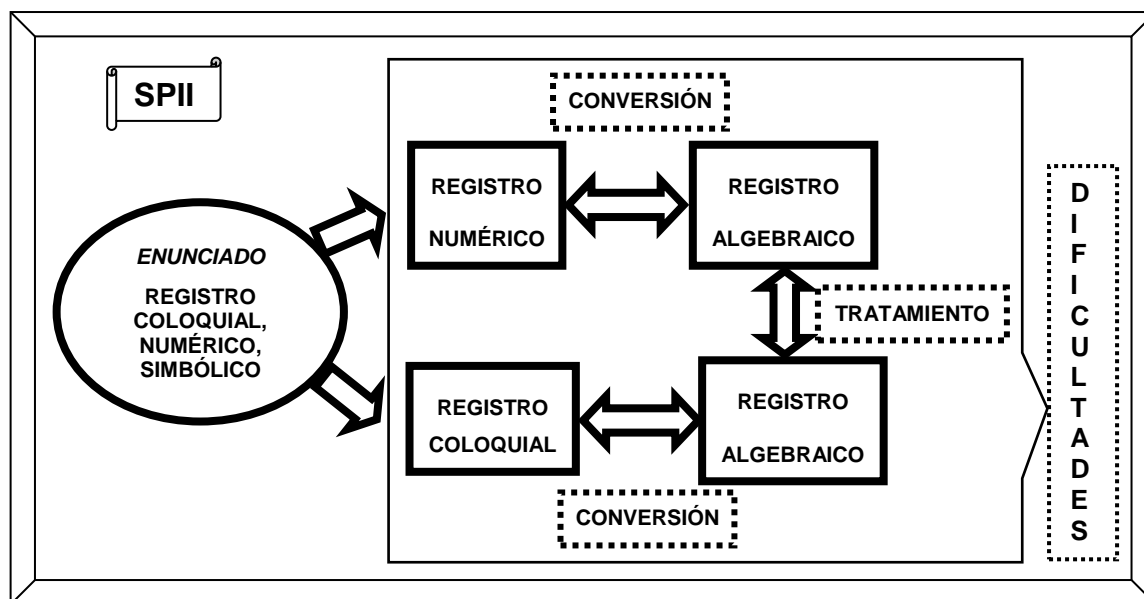 SPII
CONVERSIÓN
REGISTRO
NUMÉRICO
REGISTRO
ALGEBRAICO
ENUNCIADO
REGISTRO
COLOQUIAL,
NUMÉRICO,
SIMBÓLICO
TRATAMIENTO
REGISTRO
COLOQUIAL
REGISTRO
ALGEBRAICO
CONVERSIÓN
DIFICULTADES